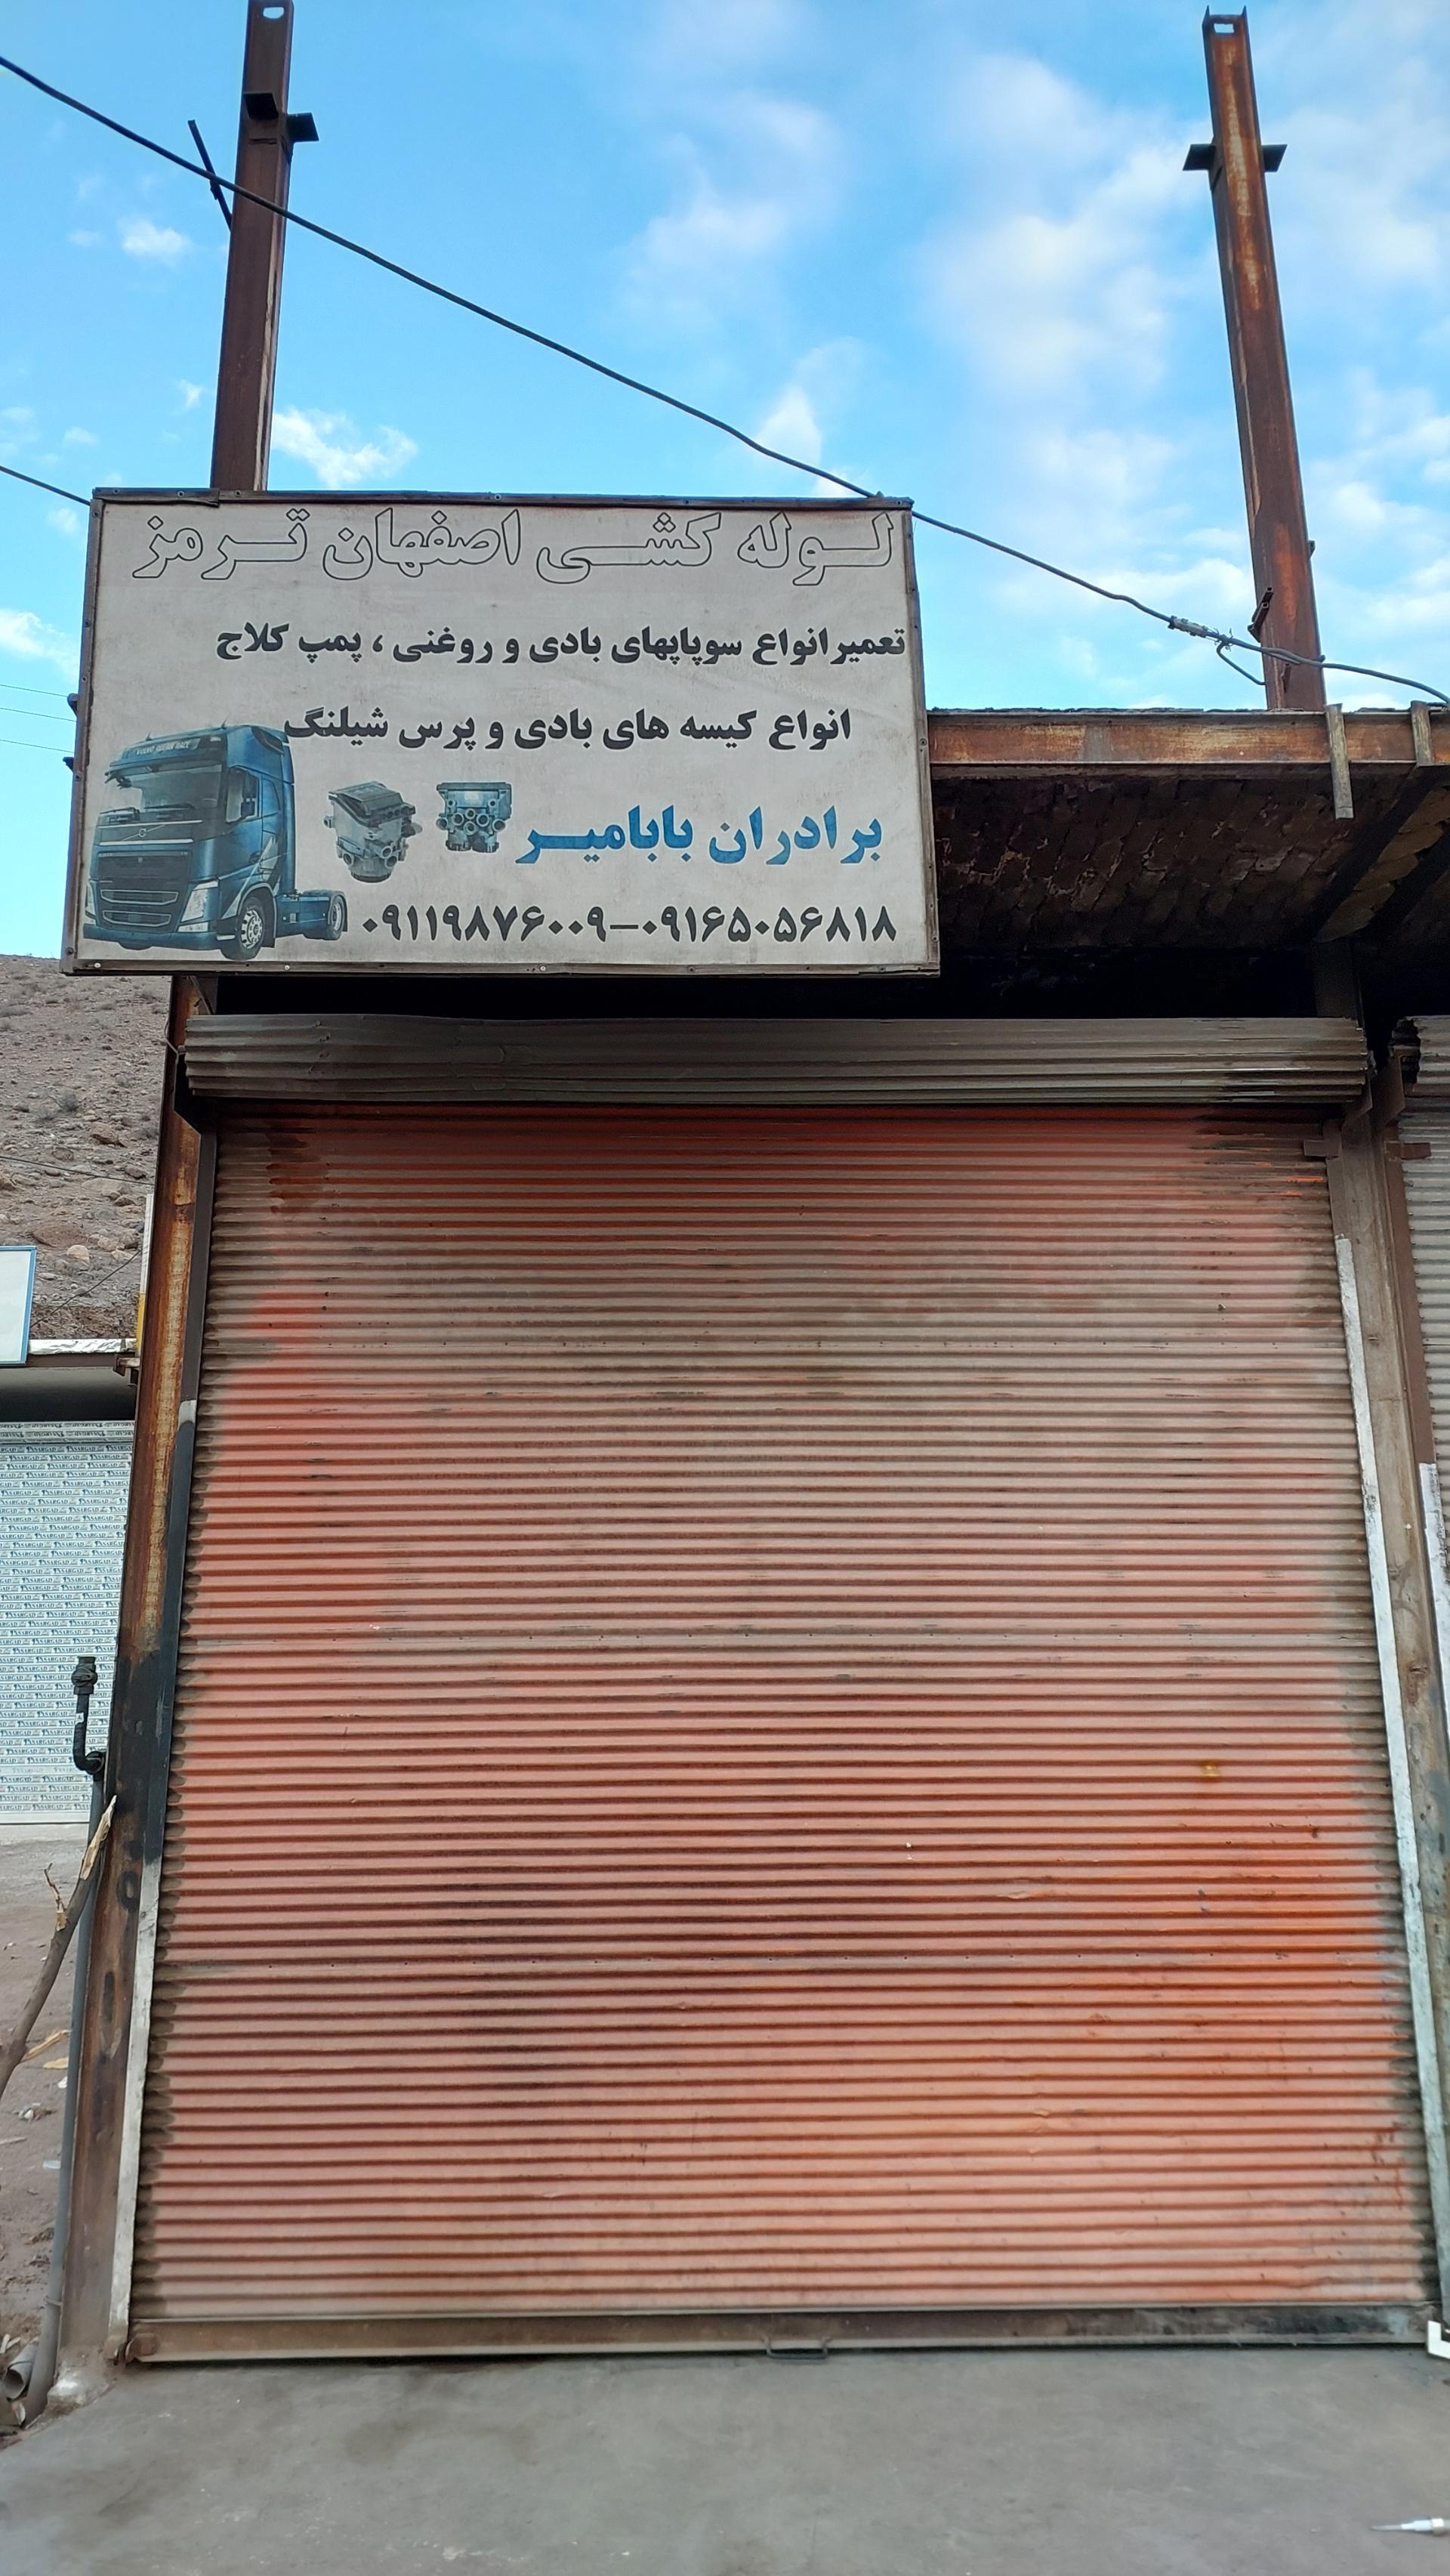 لوله کشی اصفهان ترمز
تعمیر انواع سوپاپهای بادی و روغنی ، پمپ کلاج
انواع کیسه های بادی و پرس شیلنگ
برادران بابامیر
۰۹۱۱۹۸۷۶۰۰۹-۰۹۱۶۵۰۵۶۸۱۸
PASARGAD